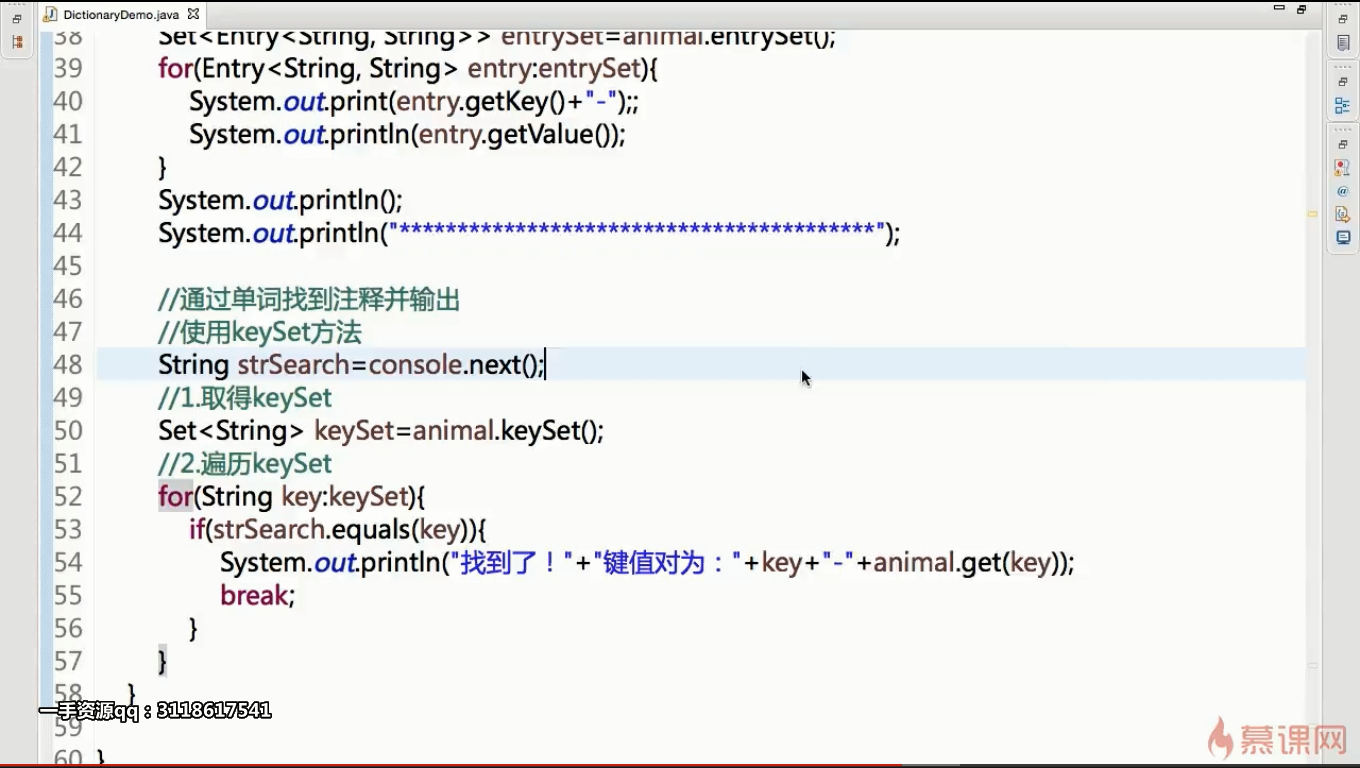 DictionaryDemo.java
38 Set<Entry<String, String>> entrySet=animal.entrySet();
39 for(Entry<String, String> entry:entrySet){
40 System.out.print(entry.getKey()+"-");;
41 System.out.println(entry.getValue());
42 }
43 System.out.println();
44 System.out.println("*****************************************");
45
46 //通过单词找到注释并输出
47 //使用keySet方法
48 String strSearch=console.next();
49 //1.取得keySet
50 Set<String> keySet=animal.keySet();
51 //2.遍历keySet
52 for(String key:keySet){
53 if(strSearch.equals(key)){
54 System.out.println("找到了！"+"键值对为："+key+"-"+animal.get(key));
55 break;
56 }
57 }
58 }
一手资源qq：3118617541
59
60 }
慕课网